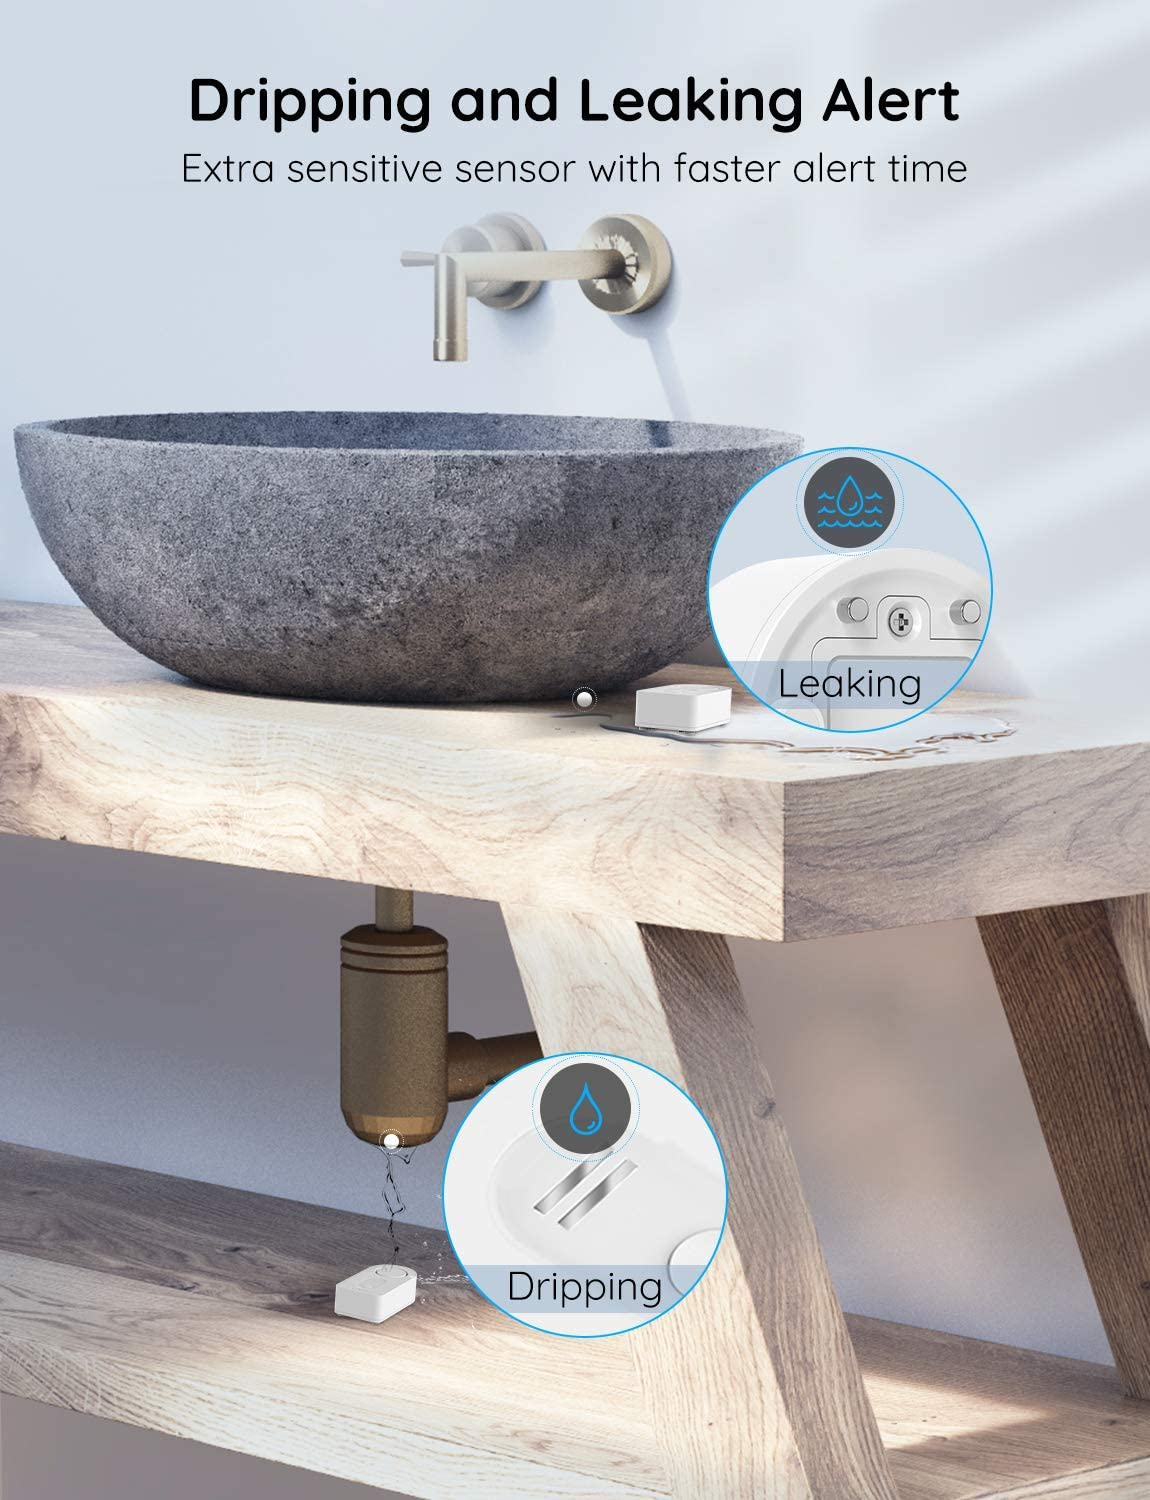 Dripping and Leaking Alert
Extra sensitive sensor with faster alert time
Leaking
Dripping